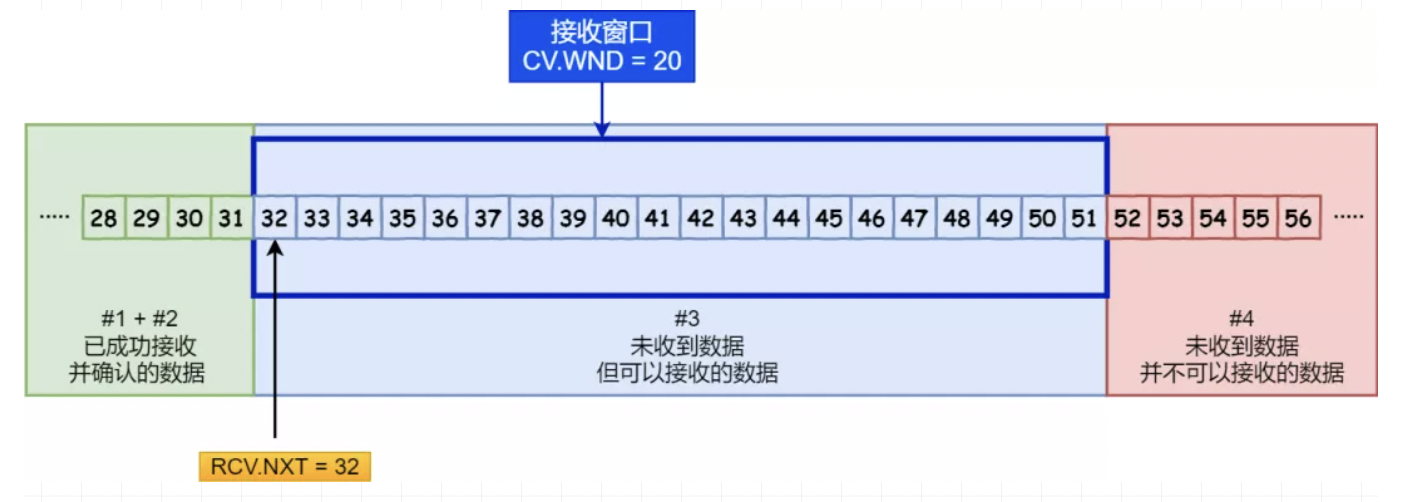 接收窗口
CV.WND = 20
····· 28 29 30 31 32 33 34 35 36 37 38 39 40 41 42 43 44 45 46 47 48 49 50 51 52 53 54 55 56 ·····
#1 + #2
已成功接收
并确认的数据
#3
未收到数据
但可以接收的数据
#4
未收到数据
并不可以接收的数据
RCV.NXT = 32